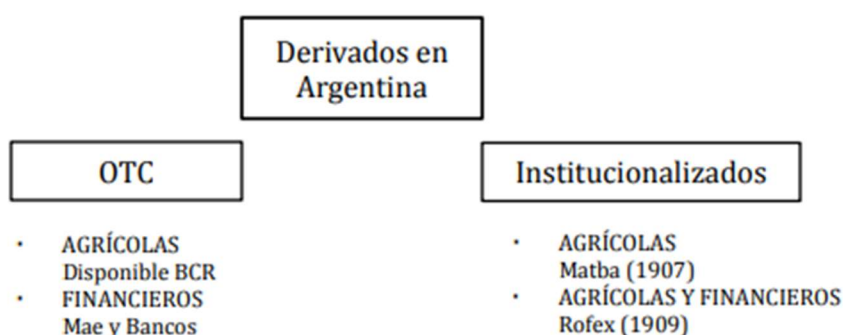 Derivados en
Argentina
OTC
Institucionalizados
· AGRÍCOLAS
Disponible BCR
· FINANCIEROS
Mae y Bancos
· AGRÍCOLAS
Matba (1907)
· AGRÍCOLAS Y FINANCIEROS
Rofex (1909)